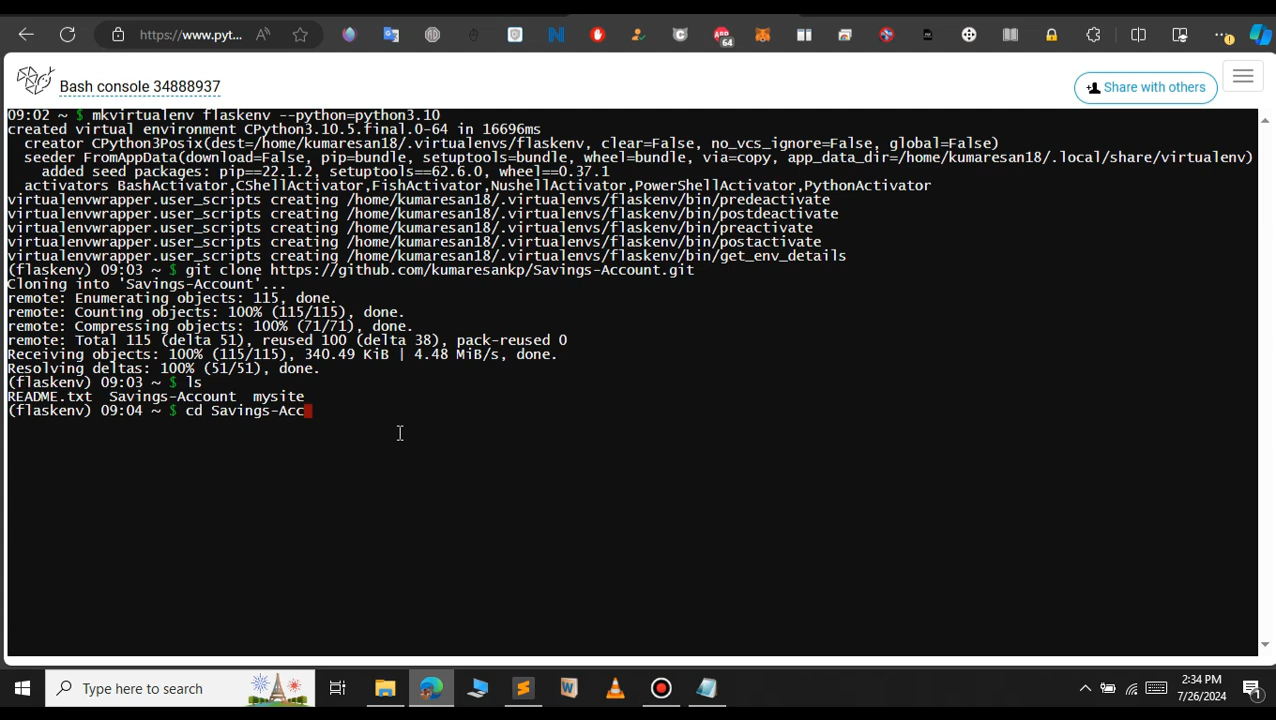 https://www.pyt...
64
Bash console 34888937
Share with others
09:02 ~ $ mkvirtualenv flaskenv --python=python3.10
created virtual environment CPython3.10.5.final.0-64 in 16696ms
creator CPython3Posix(dest=/home/kumaresan18/.virtualenvs/flaskenv, clear=False, no_vcs_ignore=False, global=False)
seeder FromAppData(download=False, pip=bundle, setuptools=bundle, wheel=bundle, via=copy, app_data_dir=/home/kumaresan18/.local/share/virtualenv)
added seed packages: pip==22.1.2, setuptools==62.6.0, wheel==0.37.1
activators BashActivator,CShellActivator,FishActivator,NushellActivator,PowerShellActivator,PythonActivator
virtualenvwrapper.user_scripts creating /home/kumaresan18/.virtualenvs/flaskenv/bin/predeactivate
virtualenvwrapper.user_scripts creating /home/kumaresan18/.virtualenvs/flaskenv/bin/postdeactivate
virtualenvwrapper.user_scripts creating /home/kumaresan18/.virtualenvs/flaskenv/bin/preactivate
virtualenvwrapper.user_scripts creating /home/kumaresan18/.virtualenvs/flaskenv/bin/postactivate
virtualenvwrapper.user_scripts creating /home/kumaresan18/.virtualenvs/flaskenv/bin/get_env_details
(flaskenv) 09:03 ~ $ git clone https://github.com/kumaresankp/Savings-Account.git
Cloning into 'Savings-Account'...
remote: Enumerating objects: 115, done.
remote: Counting objects: 100% (115/115), done.
remote: Compressing objects: 100% (71/71), done.
remote: Total 115 (delta 51), reused 100 (delta 38), pack-reused 0
Receiving objects: 100% (115/115), 340.49 KiB | 4.48 MiB/s, done.
Resolving deltas: 100% (51/51), done.
(flaskenv) 09:03 ~ $ ls
README.txt  Savings-Account  mysite
(flaskenv) 09:04 ~ $ cd Savings-Acc
Type here to search
2:34 PM
7/26/2024
1